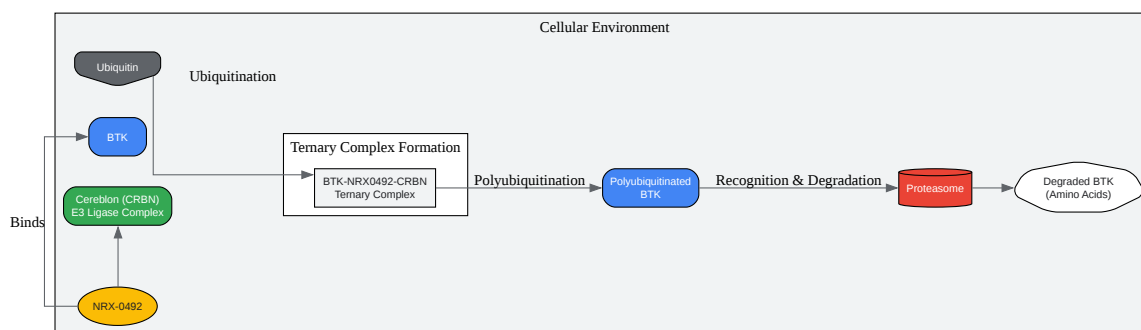 Cellular Environment
Ubiquitin
Ubiquitination
BTK
Ternary Complex Formation
BTK-NRX0492-CRBN
Ternary Complex
Polyubiquitination
Polyubiquitinated
BTK
Recognition & Degradation
Proteasome
Degraded BTK
(Amino Acids)
Cereblon (CRBN)
E3 Ligase Complex
Binds
NRX-0492